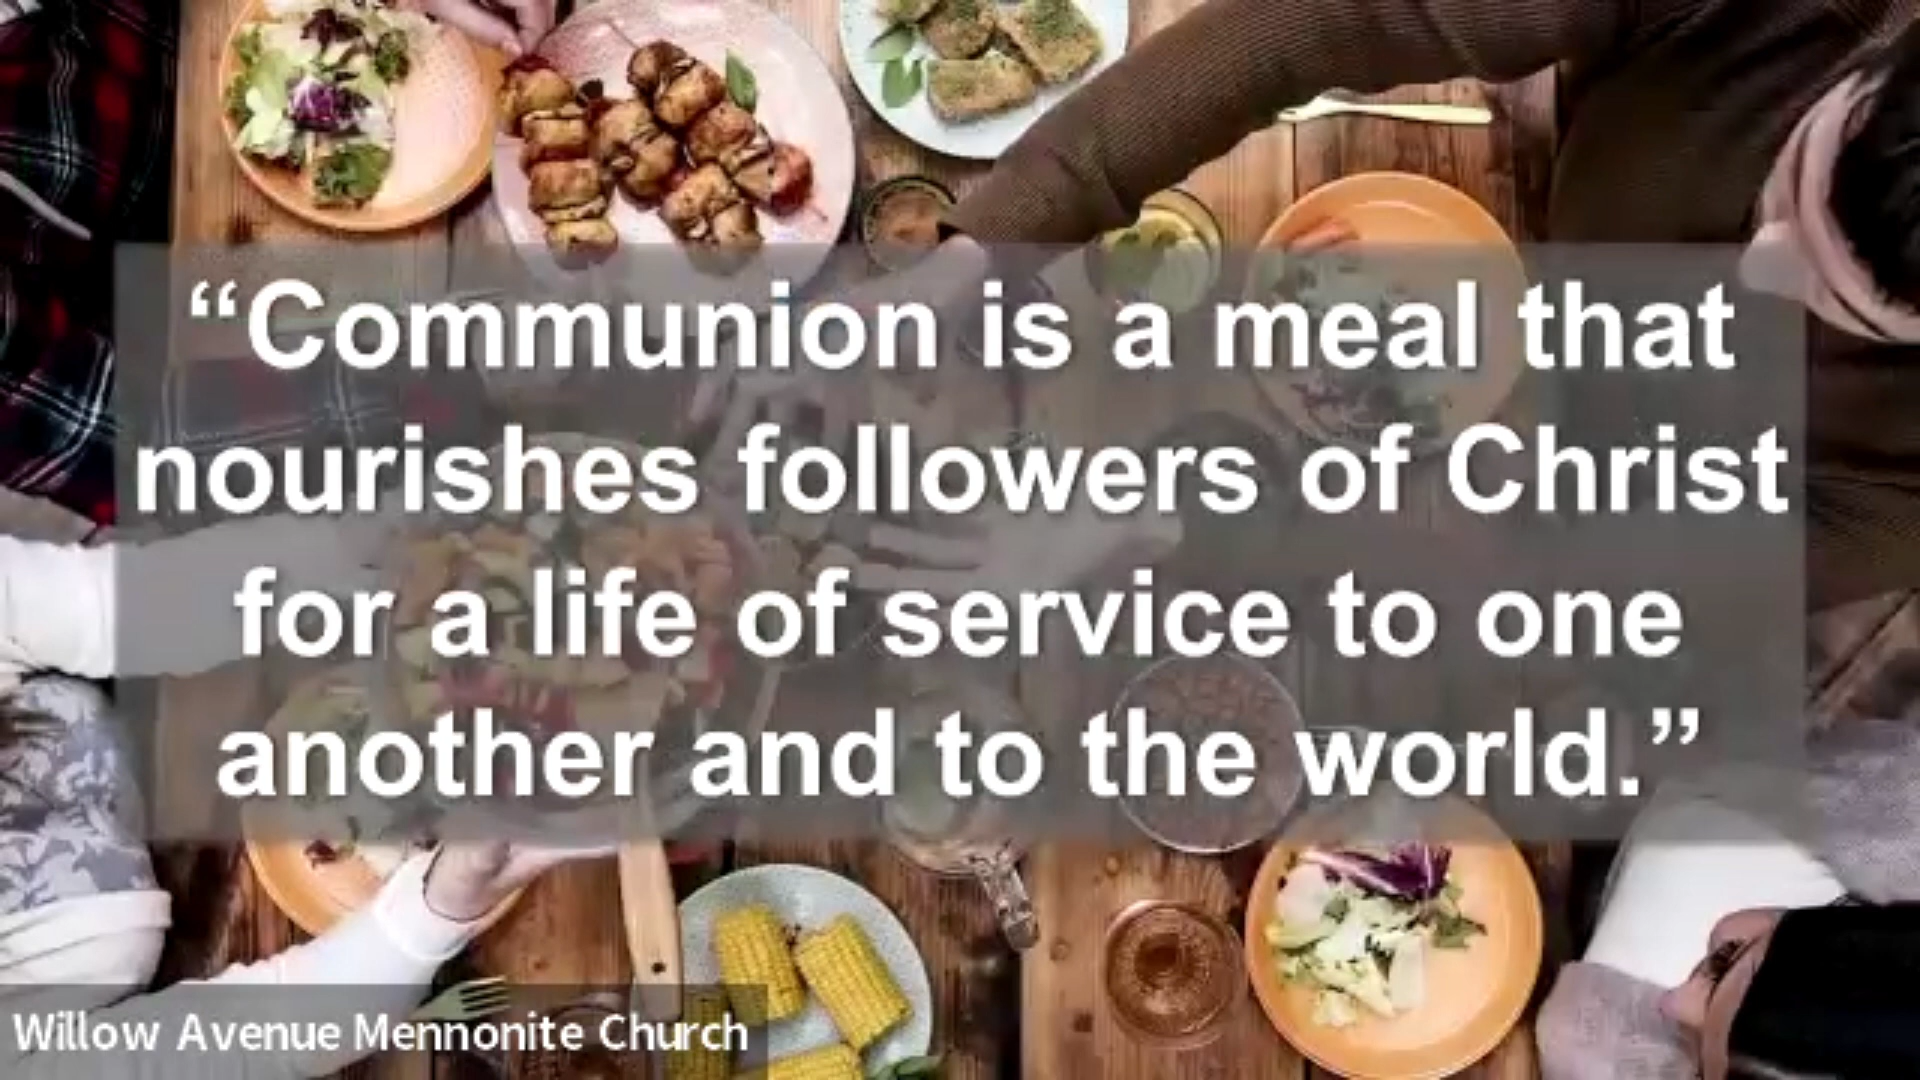 “Communion is a meal that
nourishes followers of Christ
for a life of service to one
another and to the world.”
Willow Avenue Mennonite Church